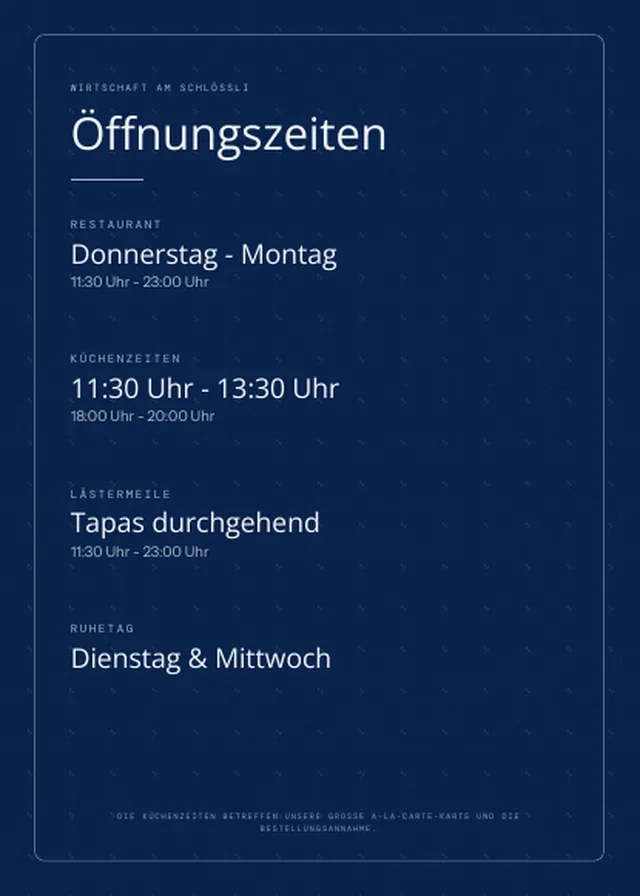 WIRTSCHAFT AM SCHLÖSSLI
Öffnungszeiten
RESTAURANT
Donnerstag - Montag
11:30 Uhr - 23:00 Uhr
KÜCHENZEITEN
11:30 Uhr - 13:30 Uhr
18:00 Uhr - 20:00 Uhr
LÄSTERMEILE
Tapas durchgehend
11:30 Uhr - 23:00 Uhr
RUHETAG
Dienstag & Mittwoch
DIE KÜCHENZEITEN BETREFFEN UNSERE GROSSE A-LA-CARTE-KARTE UND DIE
BESTELLUNGSANNAHME.